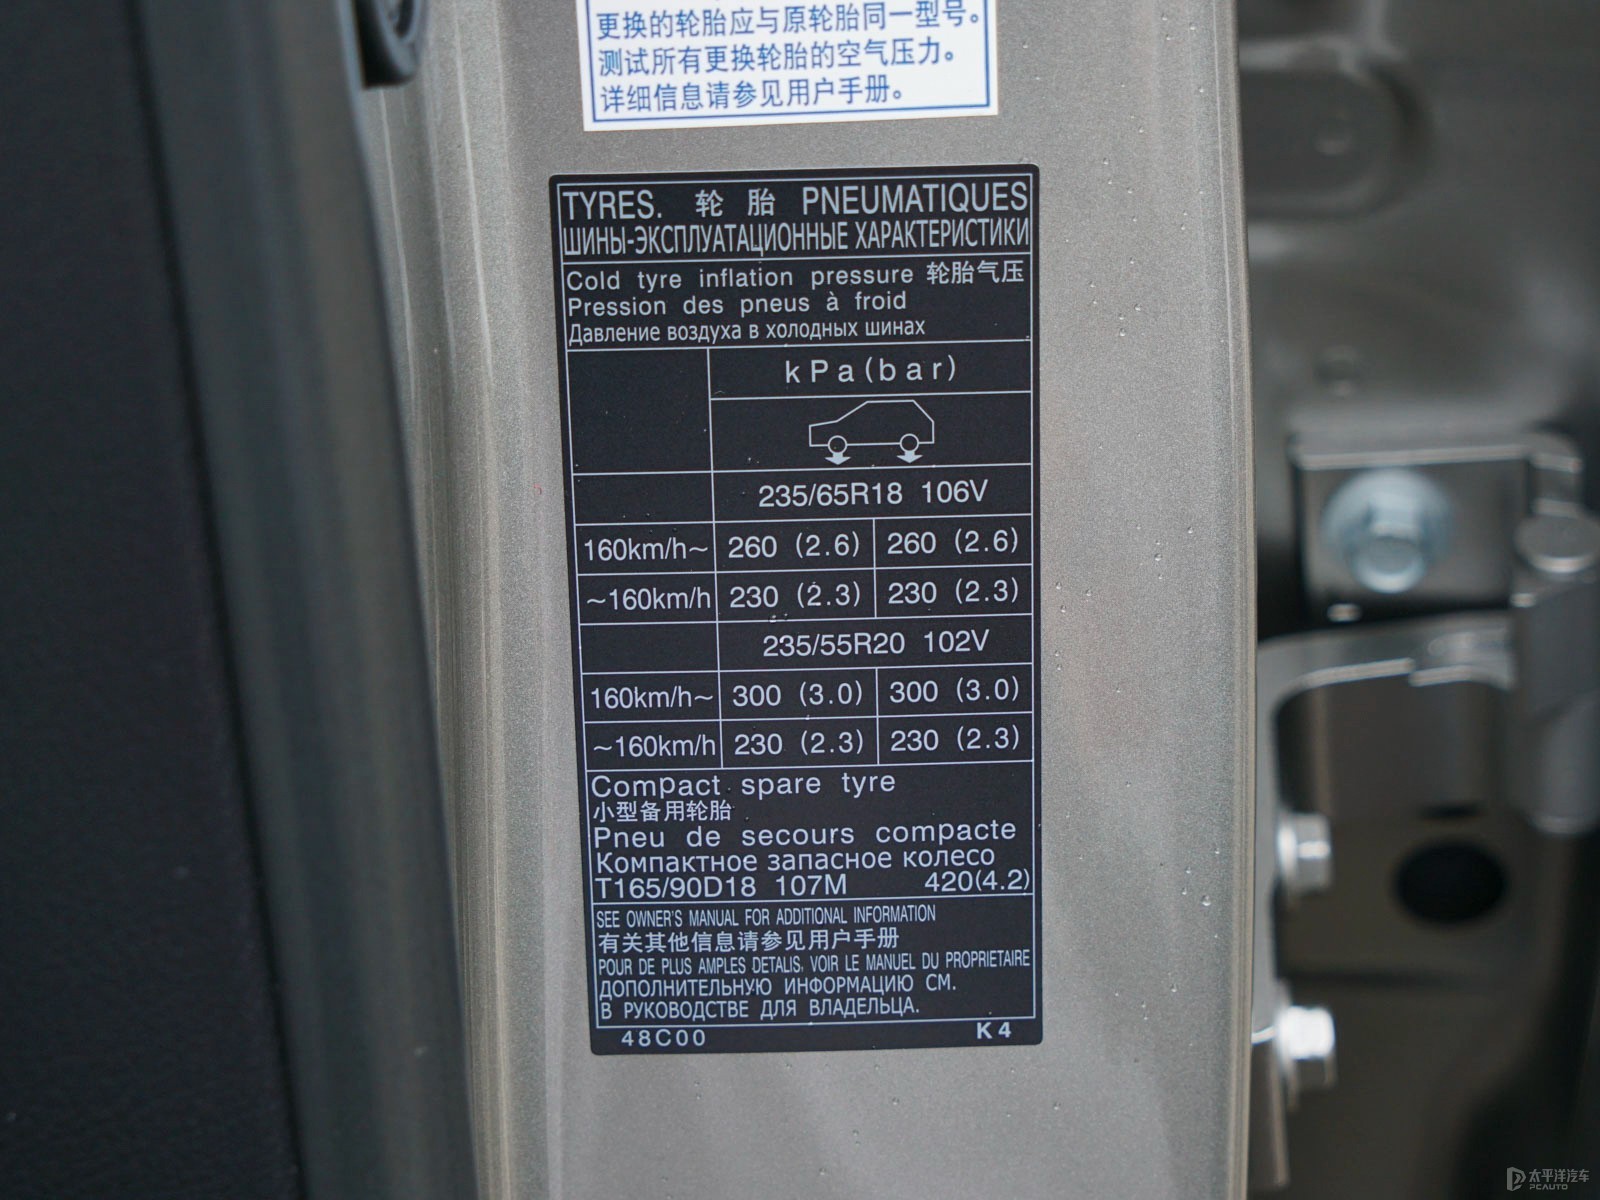 更换的轮胎应与原轮胎同一型号。
测试所有更换轮胎的空气压力。
详细信息请参见用户手册。
TYRES. 轮 胎 PNEUMATIQUES
ШИНЫ-ЭКСПЛУАТАЦИОННЫЕ ХАРАКТЕРИСТИКИ
Cold tyre inflation pressure 轮胎气压
Pression des pneus à froid
Давление воздуха в холодных шинах
kPa(bar)
235/65R18 106V
160km/h~ 260 (2.6) 260 (2.6)
~160km/h 230 (2.3) 230 (2.3)
235/55R20 102V
160km/h~ 300 (3.0) 300 (3.0)
~160km/h 230 (2.3) 230 (2.3)
Compact spare tyre
小型备用轮胎
Pneu de secours compacte
Компактное запасное колесо
T165/90D18 107M 420(4.2)
SEE OWNER'S MANUAL FOR ADDITIONAL INFORMATION
有关其他信息请参见用户手册
POUR DE PLUS AMPLES DETALIS, VOIR LE MANUEL DU PROPRIETAIRE
ДОПОЛНИТЕЛЬНУЮ ИНФОРМАЦИЮ СМ.
В РУКОВОДСТВЕ ДЛЯ ВЛАДЕЛЬЦА.
48C00 K4
太平洋汽车
PCAUTO